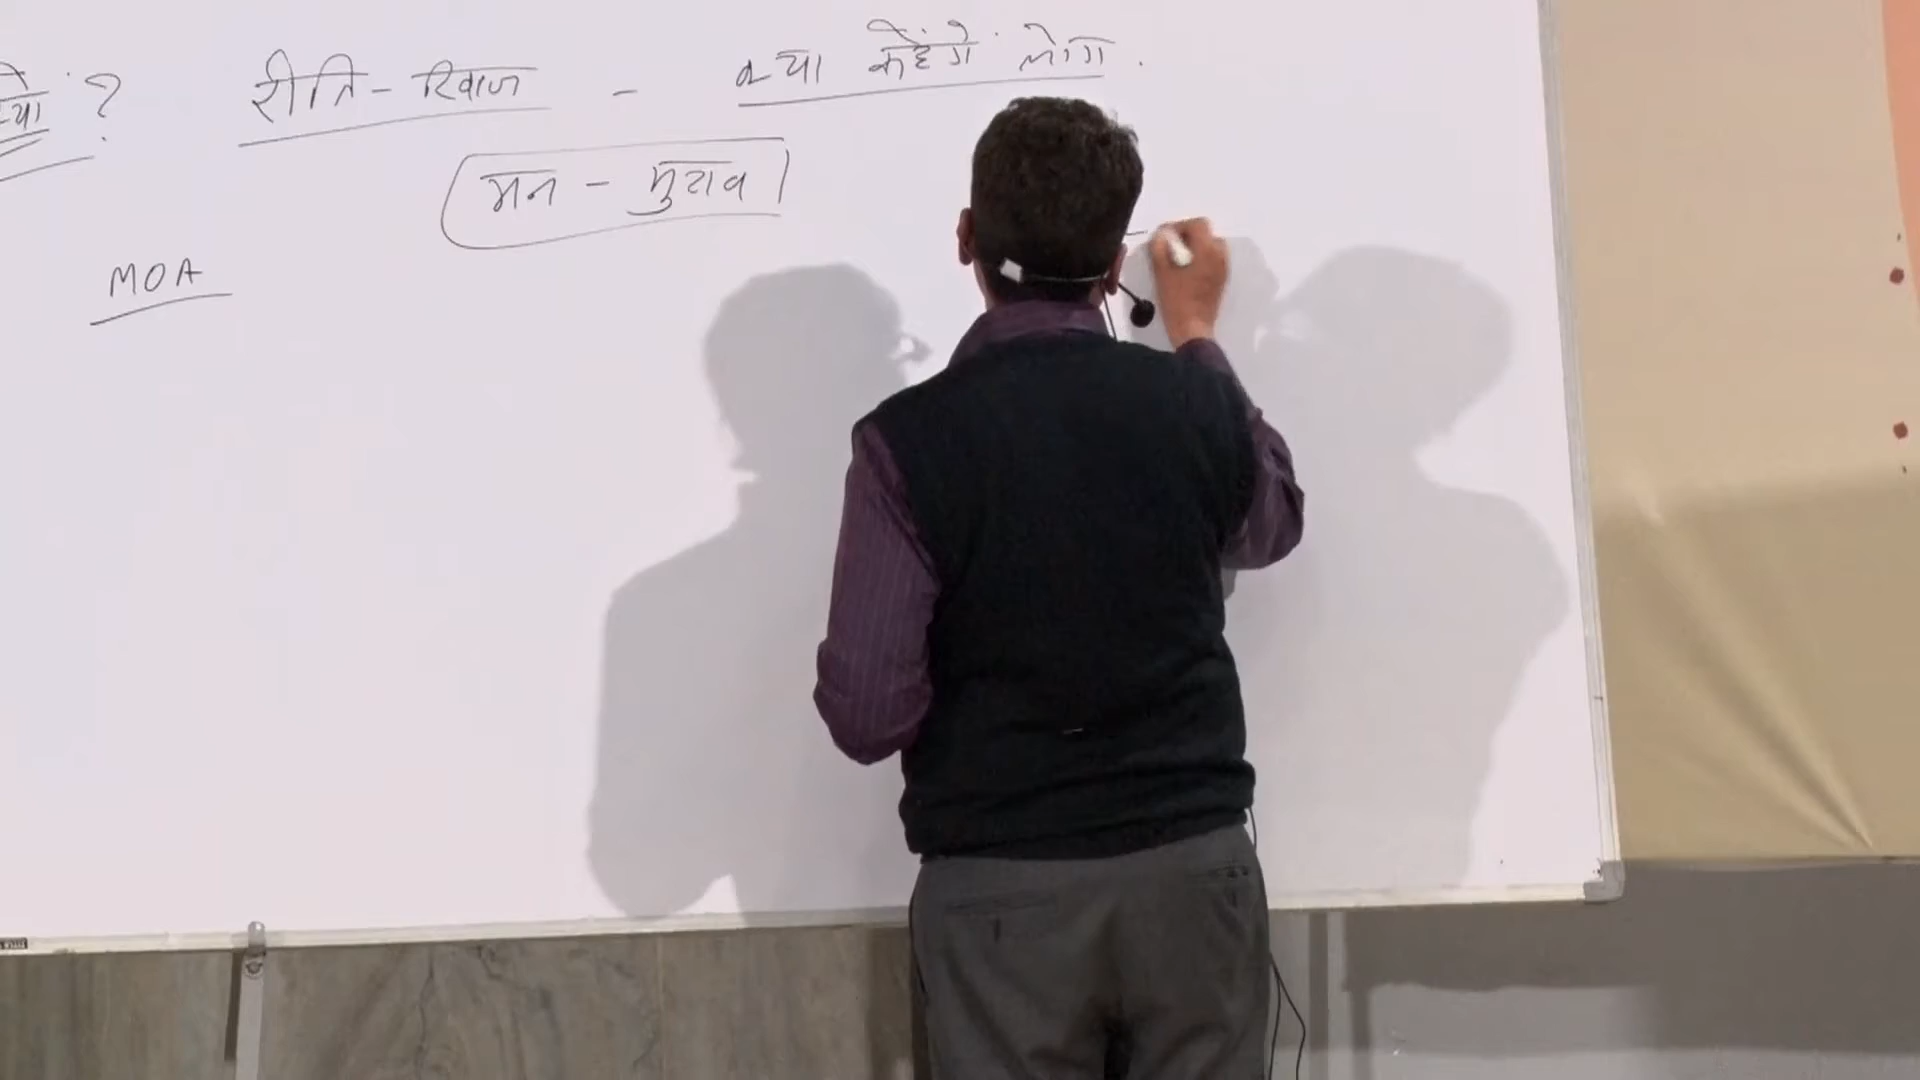 ? रीति - रिवाज - क्या कहेंगे लोग .
मन - मुटाव
MOA